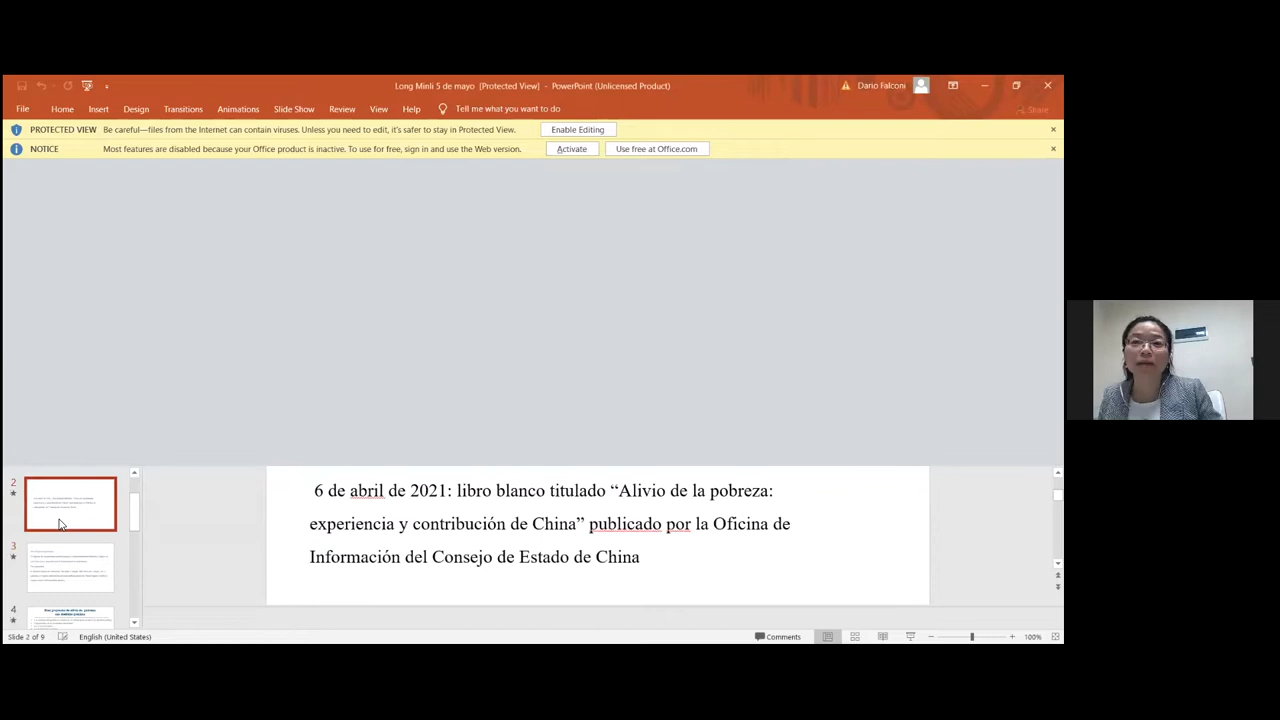 Long Minli 5 de mayo [Protected View] - PowerPoint (Unlicensed Product)
Dario Falconi
File Home Insert Design Transitions Animations Slide Show Review View Help Tell me what you want to do Share
PROTECTED VIEW Be careful—files from the Internet can contain viruses. Unless you need to edit, it's safer to stay in Protected View. Enable Editing
NOTICE Most features are disabled because your Office product is inactive. To use for free, sign in and use the Web version. Activate Use free at Office.com
2
3
4
6 de abril de 2021: libro blanco titulado “Alivio de la pobreza:
experiencia y contribución de China” publicado por la Oficina de
Información del Consejo de Estado de China
Slide 2 of 9 English (United States) Comments 100%